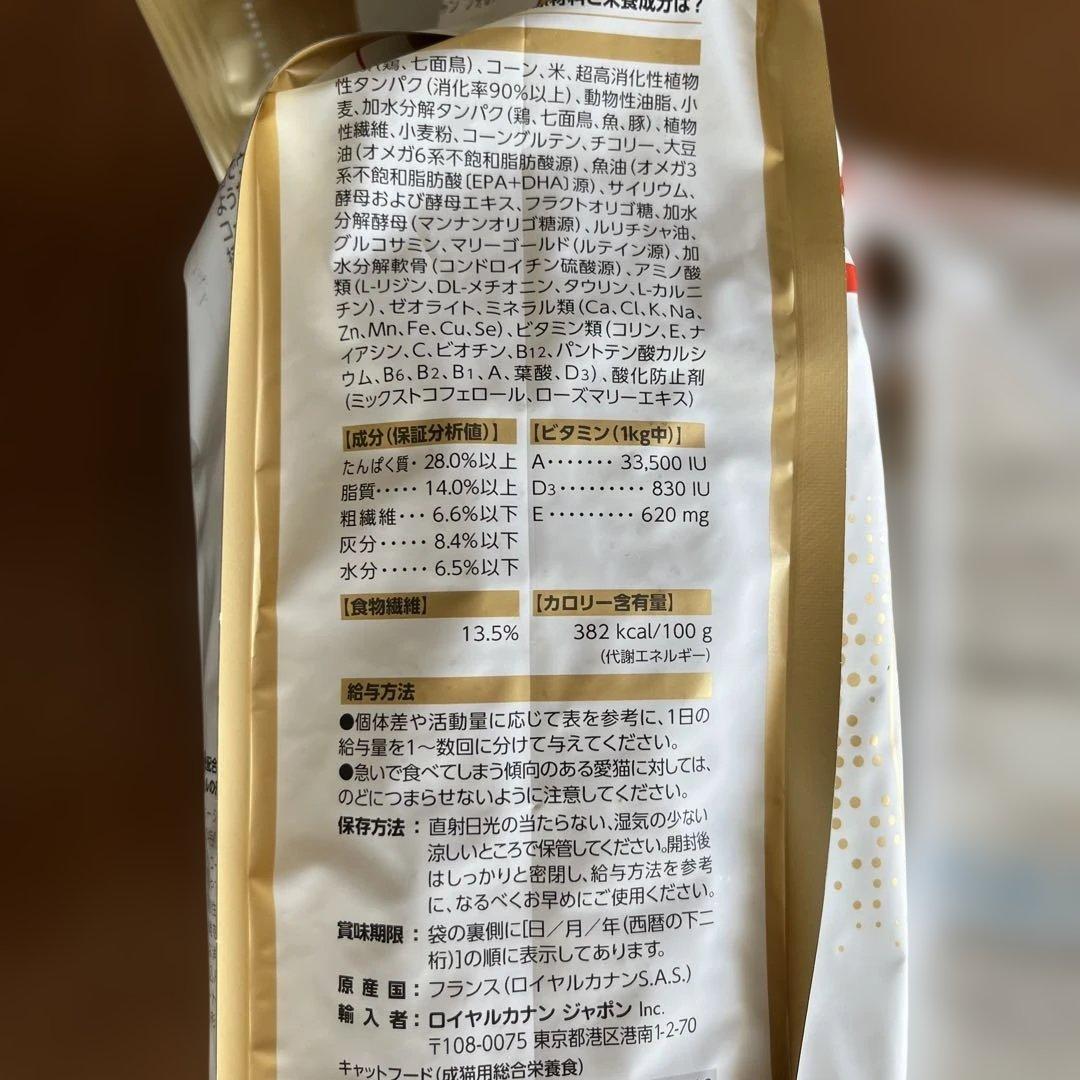 栄養成分は?
(鶏、七面鳥)、コーン、米、超高消化性植物
性タンパク(消化率90%以上)、動物性油脂、小
麦、加水分解タンパク(鶏、七面鳥、魚、豚)、植物
性繊維、小麦粉、コーングルテン、チコリー、大豆
油(オメガ6系不飽和脂肪酸源)、魚油(オメガ3
系不飽和脂肪酸[EPA+DHA]源)、サイリウム、
酵母および酵母エキス、フラクトオリゴ糖、加水
分解酵母(マンナンオリゴ糖源)、ルリチシャ油、
グルコサミン、マリーゴールド(ルテイン源)、加
水分解軟骨(コンドロイチン硫酸源)、アミノ酸
類(L-リジン、DL-メチオニン、タウリン、L-カルニ
チン)、ゼオライト、ミネラル類(Ca、Cl、K、Na、
Zn、Mn、Fe、Cu、Se)、ビタミン類(コリン、E、ナ
イアシン、C、ビオチン、B12、パントテン酸カルシ
ウム、B6、B2、B1、A、葉酸、D3)、酸化防止剤
(ミックストコフェロール、ローズマリーエキス)
【成分(保証分析値)】
たんぱく質・28.0%以上
脂質・・・・・14.0%以上
粗繊維・・・6.6%以下
灰分・・・・・8.4%以下
水分・・・・・6.5%以下
【ビタミン(1kg中)】
A・・・・・・・33,500 IU
D3・・・・・・・・・830 IU
E・・・・・・・・・620 mg
【食物繊維】
13.5%
【カロリー含有量】
382 kcal/100 g
(代謝エネルギー)
給与方法
●個体差や活動量に応じて表を参考に、1日の
給与量を1～数回に分けて与えてください。
●急いで食べてしまう傾向のある愛猫に対しては、
のどにつまらせないように注意してください。
保存方法：直射日光の当たらない、湿気の少ない
涼しいところで保管してください。開封後
はしっかりと密閉し、給与方法を参考
に、なるべくお早めにご使用ください。
賞味期限：袋の裏側に[日／月／年(西暦の下二
桁)]の順に表示してあります。
原産国：フランス(ロイヤルカナンS.A.S.)
輸入者：ロイヤルカナン ジャポン Inc.
〒108-0075 東京都港区港南1-2-70
キャットフード(成猫用総合栄養食)